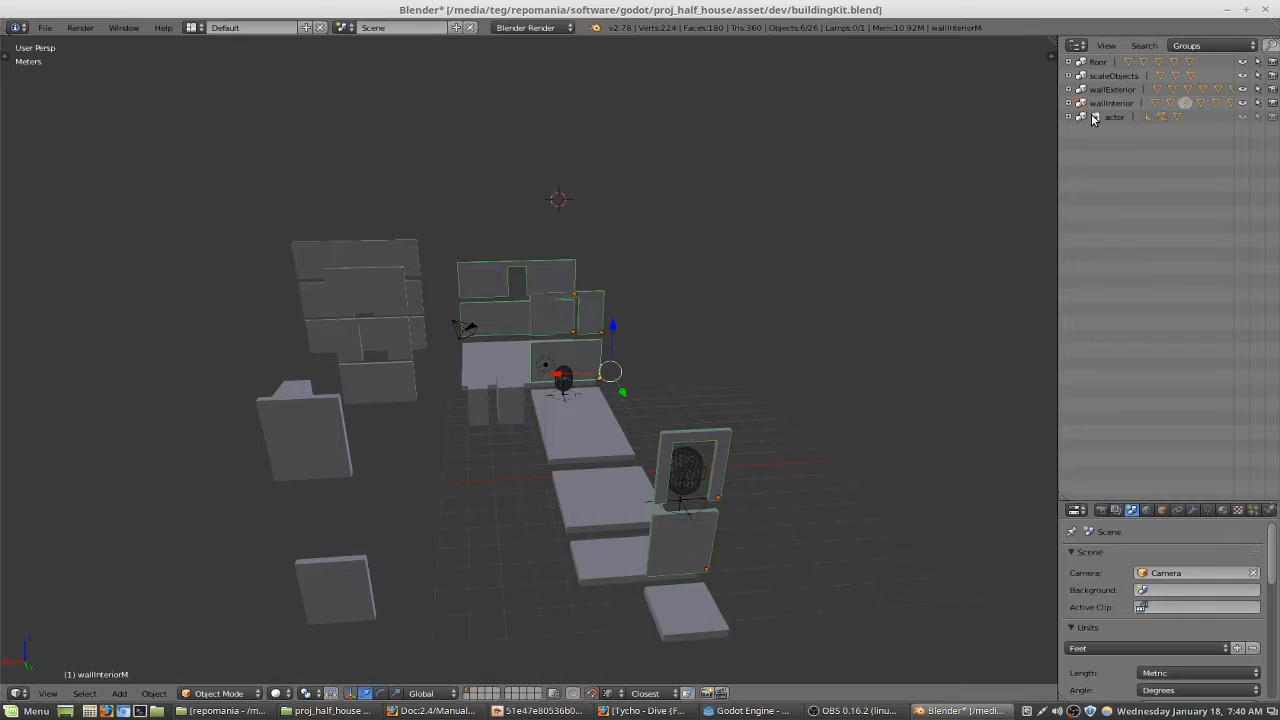 Blender* [/media/teg/repomania/software/godot/proj_half_house/asset/dev/buildingKit.blend]
File Render Window Help Default Scene Blender Render v2.78 | Verts:224 | Faces:180 | Tris:360 | Objects:6/26 | Lamps:0/1 | Mem:10.92M | wallInteriorM
User Persp
Meters
View Search Groups
floor
scaleObjects
wallExterior
wallInterior
actor
Scene
Scene
Camera: Camera
Background:
Active Clip:
Units
Feet
Length: Metric
Angle: Degrees
(1) wallInteriorM
View Select Add Object Object Mode Global Closest
Menu [repomania - /m... proj_half_house ... Doc:2.4/Manual... 51e47e80536b0... [Tycho - Dive {F... Godot Engine - ... OBS 0.16.2 (linu... Blender* [/medi... Wednesday January 18, 7:40 AM